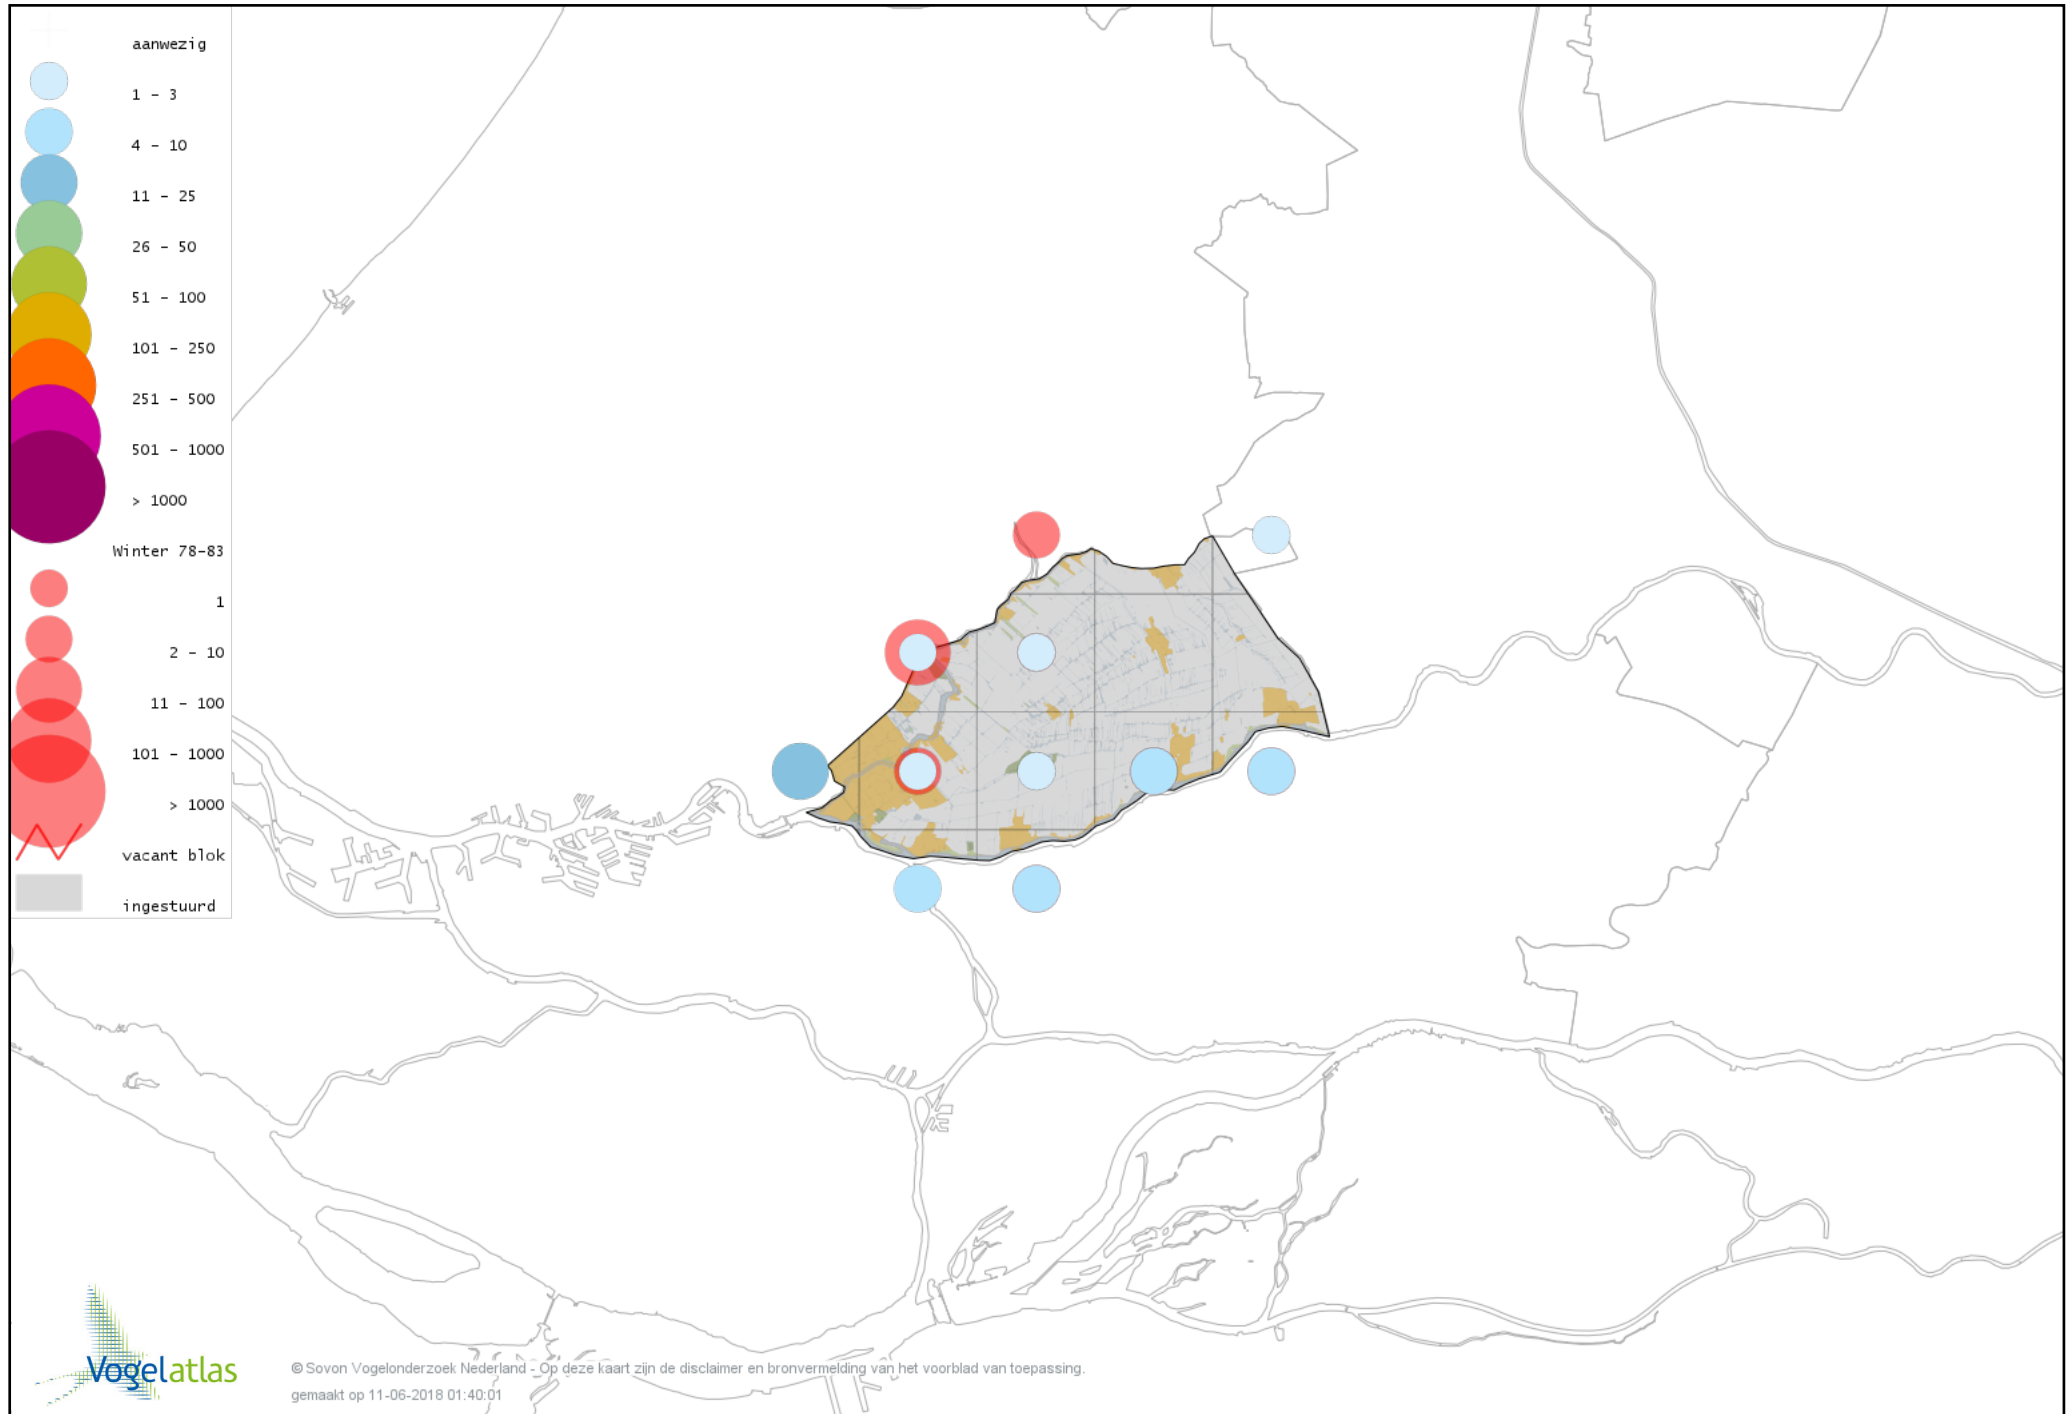 aanwezig
1 - 3
4 - 10
11 - 25
26 - 50
51 - 100
101 - 250
251 - 500
501 - 1000
> 1000
Winter 78-83
1
2 - 10
11 - 100
101 - 1000
> 1000
vacant blok
ingestuurd
Vogelatlas
© Sovon Vogelonderzoek Nederland - Op deze kaart zijn de disclaimer en bronvermelding van het voorblad van toepassing.
gemaakt op 11-06-2018 01:40:01